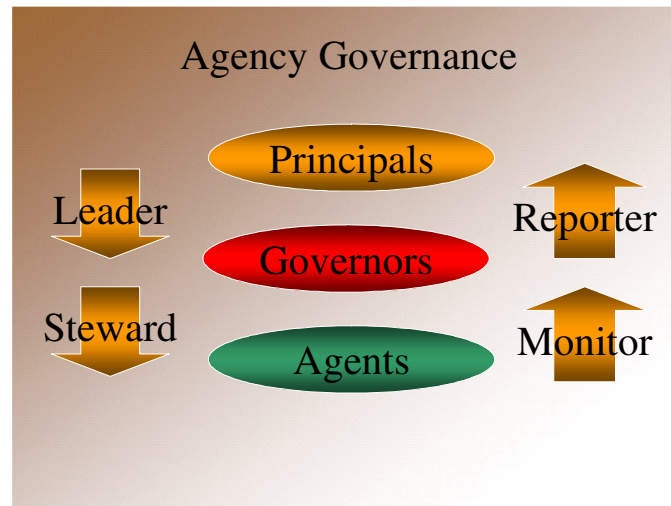 Agency Governance
Principals
Leader
Reporter
Governors
Steward
Monitor
Agents